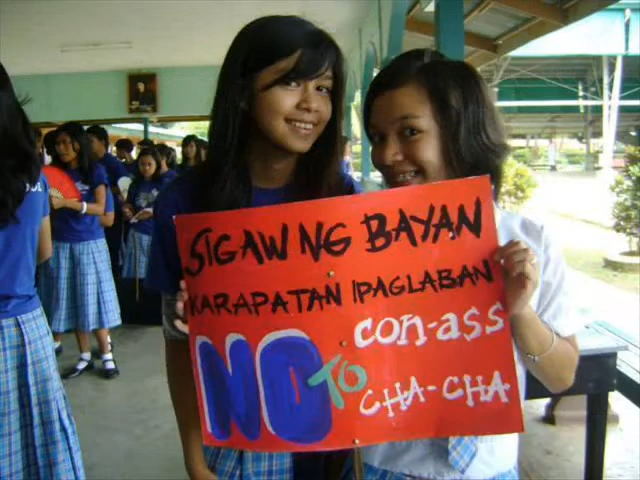 SIGAW NG BAYAN
KARAPATAN IPAGLABAN
NO TO con-ass
CHA-CHA